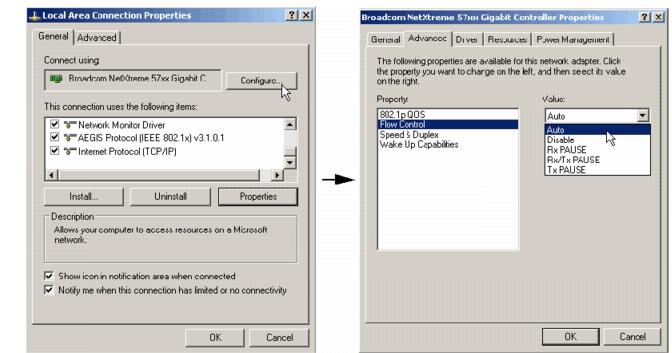 Local Area Connection Properties
General Advanced
Connect using:
Broadcom NetXtreme 57xx Gigabit C
Configure...
This connection uses the following items:
Network Monitor Driver
AEGIS Protocol (IEEE 802.1x) v3.1.0.1
Internet Protocol (TCP/IP)
Install... Uninstall Properties
Description
Allows your computer to access resources on a Microsoft
network.
Show icon in notification area when connected
Notify me when this connection has limited or no connectivity
OK Cancel
Broadcom NetXtreme 57xx Gigabit Controller Properties
General Advanced Driver Resources Power Management
The following properties are available for this network adapter. Click
the property you want to change on the left, and then select its value
on the right.
Property: Value:
802.1p QOS
Flow Control
Speed & Duplex
Wake Up Capabilities
Auto
Auto
Disable
Rx PAUSE
Rx/Tx PAUSE
Tx PAUSE
OK Cancel